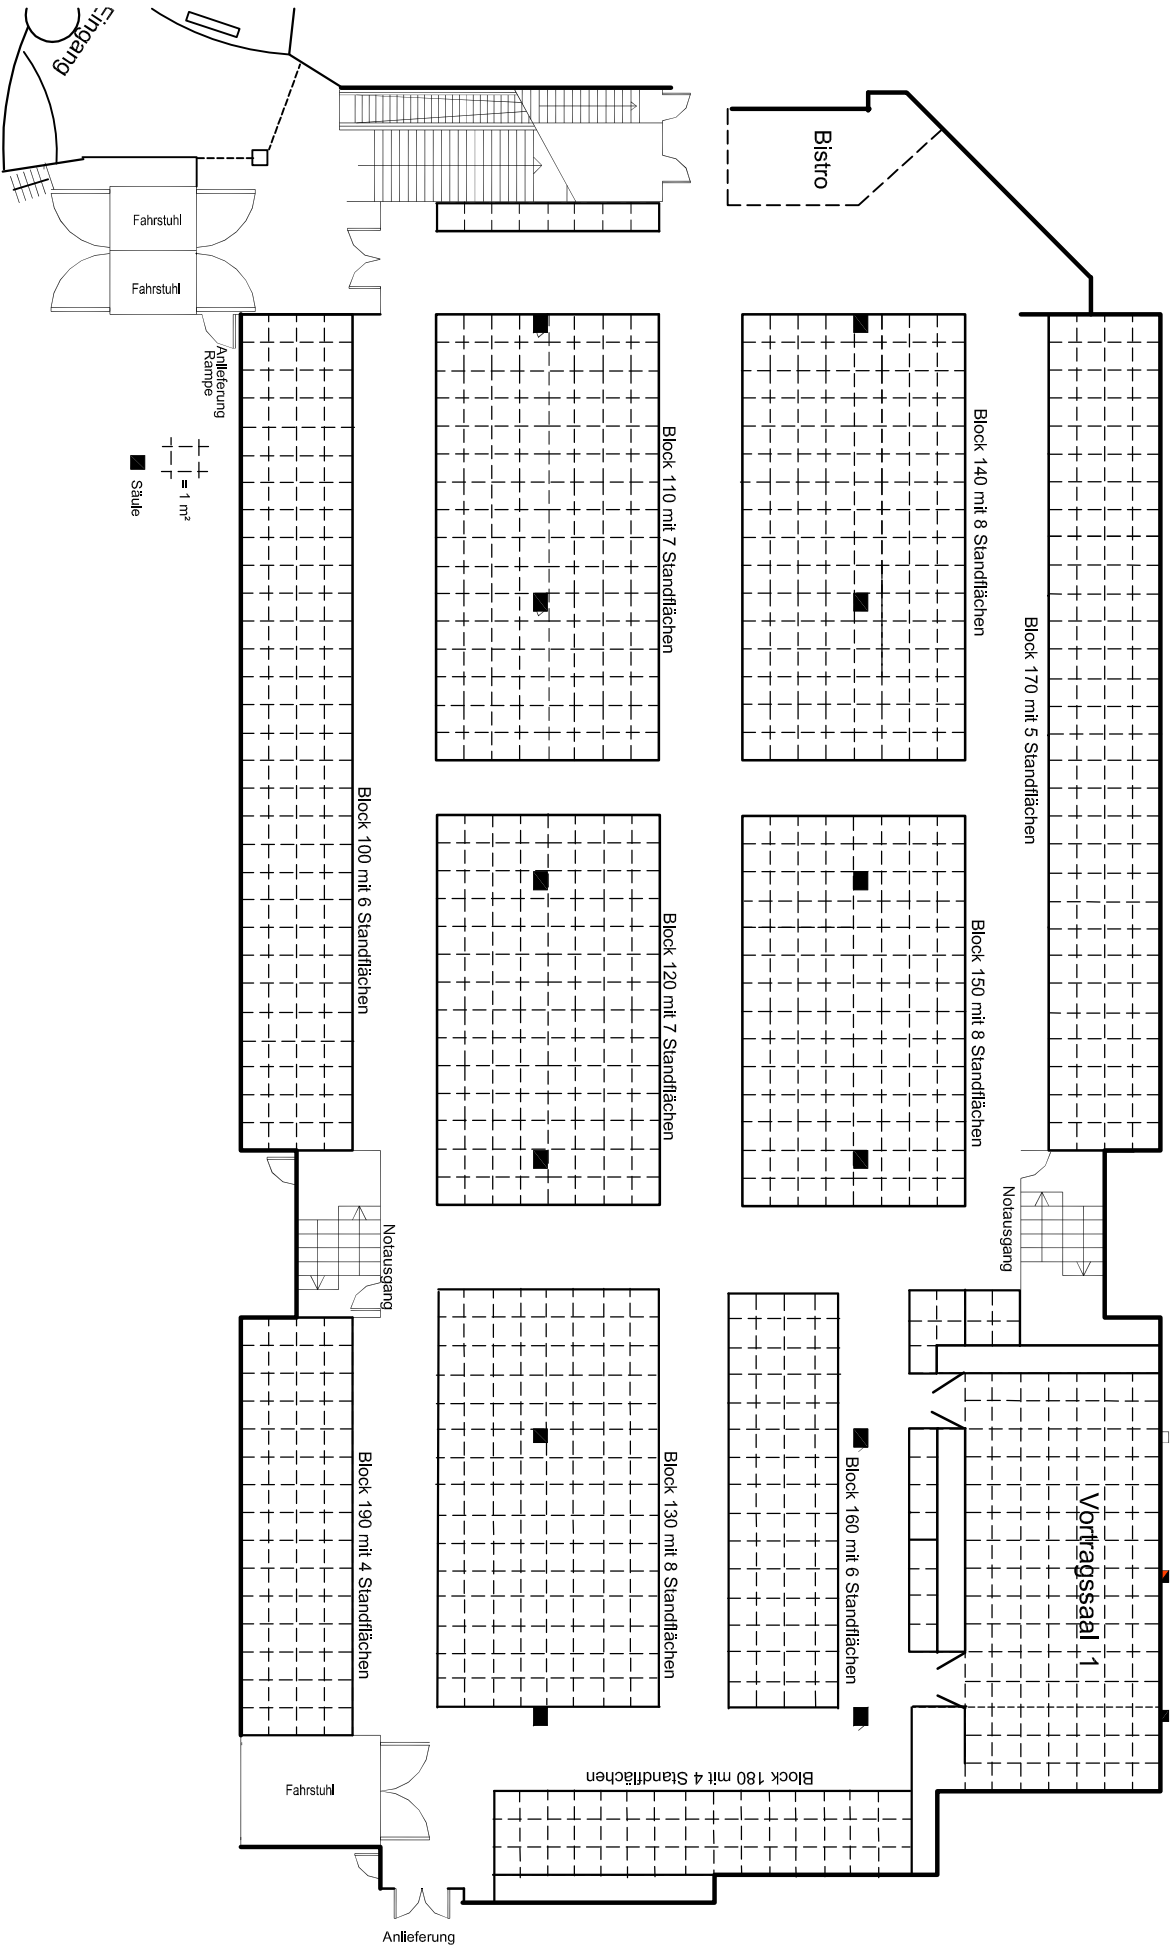 Eingang
Bistro
Fahrstuhl
Fahrstuhl
Anlieferung
Rampe
= 1 m²
Säule
Block 110 mit 7 Standflächen
Block 140 mit 8 Standflächen
Block 170 mit 5 Standflächen
Block 100 mit 6 Standflächen
Block 120 mit 7 Standflächen
Block 150 mit 8 Standflächen
Notausgang
Notausgang
Block 190 mit 4 Standflächen
Block 130 mit 8 Standflächen
Block 160 mit 6 Standflächen
Vortragssaal 1
Block 180 mit 4 Standflächen
Fahrstuhl
Anlieferung